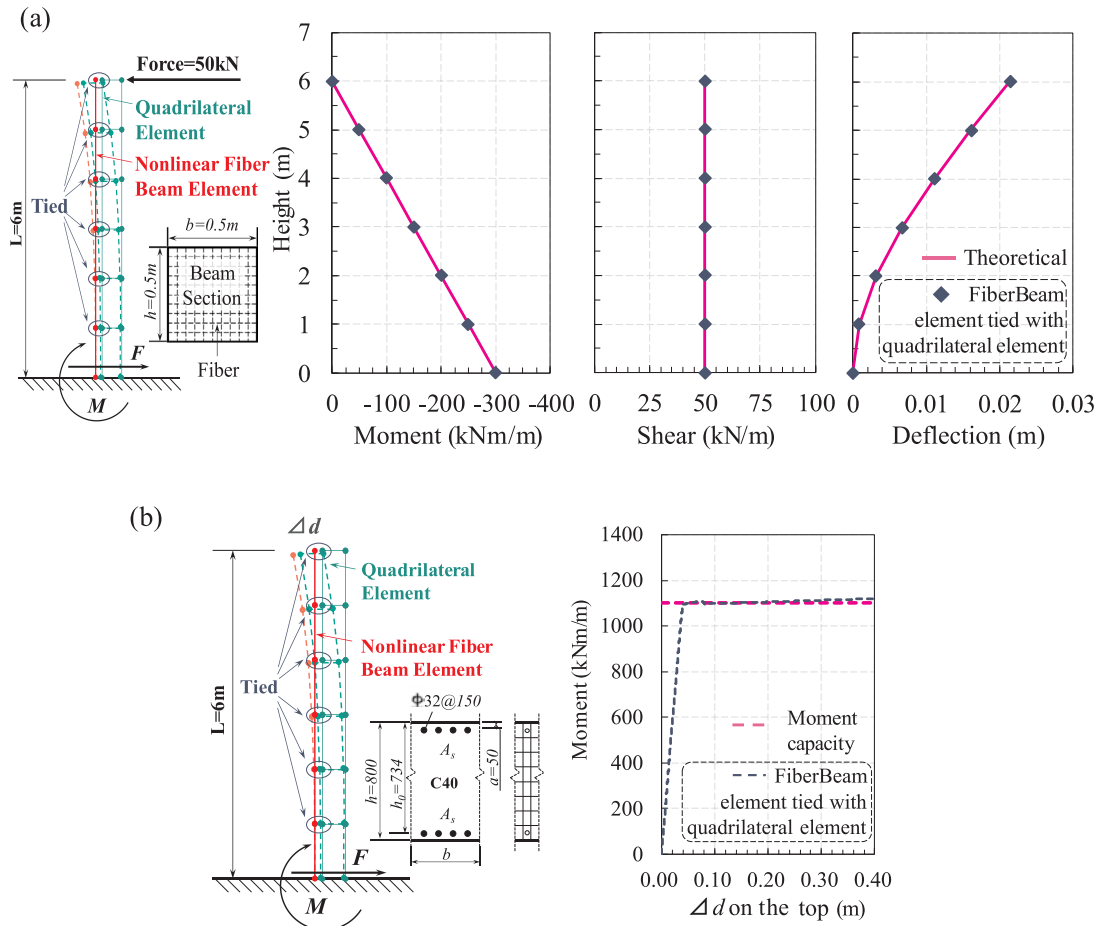 (a)
Force=50kN
Quadrilateral
Element
Nonlinear Fiber
Beam Element
Tied
L=6m
b=0.5m
h=0.5m
Beam
Section
Fiber
F
M
7
6
5
4
3
2
1
0
Height (m)
0 -100 -200 -300 -400
Moment (kNm/m)
0 25 50 75 100
Shear (kN/m)
Theoretical
FiberBeam
element tied with
quadrilateral element
0 0.01 0.02 0.03
Deflection (m)
(b)
Δd
Quadrilateral
Element
Nonlinear Fiber
Beam Element
Tied
L=6m
Φ32@150
h=800
h0=734
a=50
As
C40
As
b
F
M
1400
1200
1000
800
600
400
200
0
Moment (kNm/m)
Moment
capacity
FiberBeam
element tied with
quadrilateral element
0.00 0.10 0.20 0.30 0.40
Δd on the top (m)